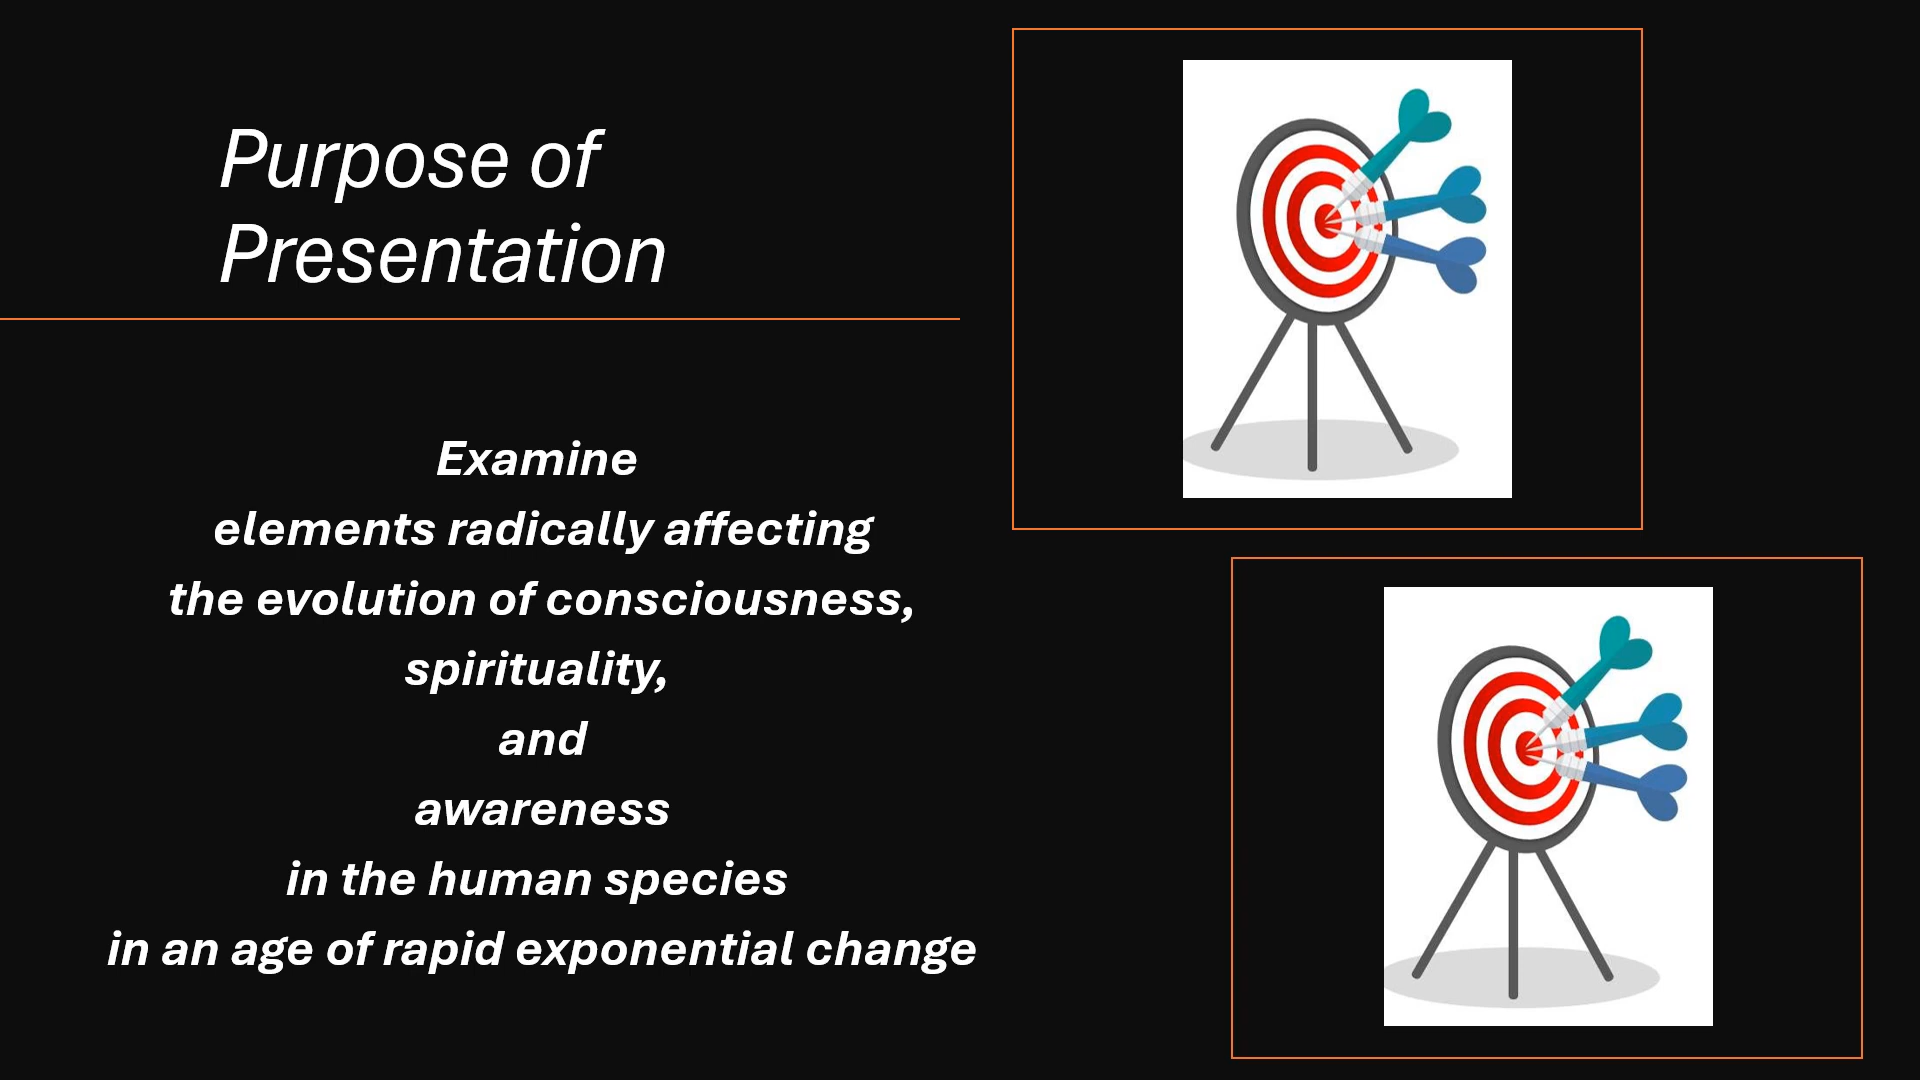 Purpose of
Presentation
Examine
elements radically affecting
the evolution of consciousness,
spirituality,
and
awareness
in the human species
in an age of rapid exponential change